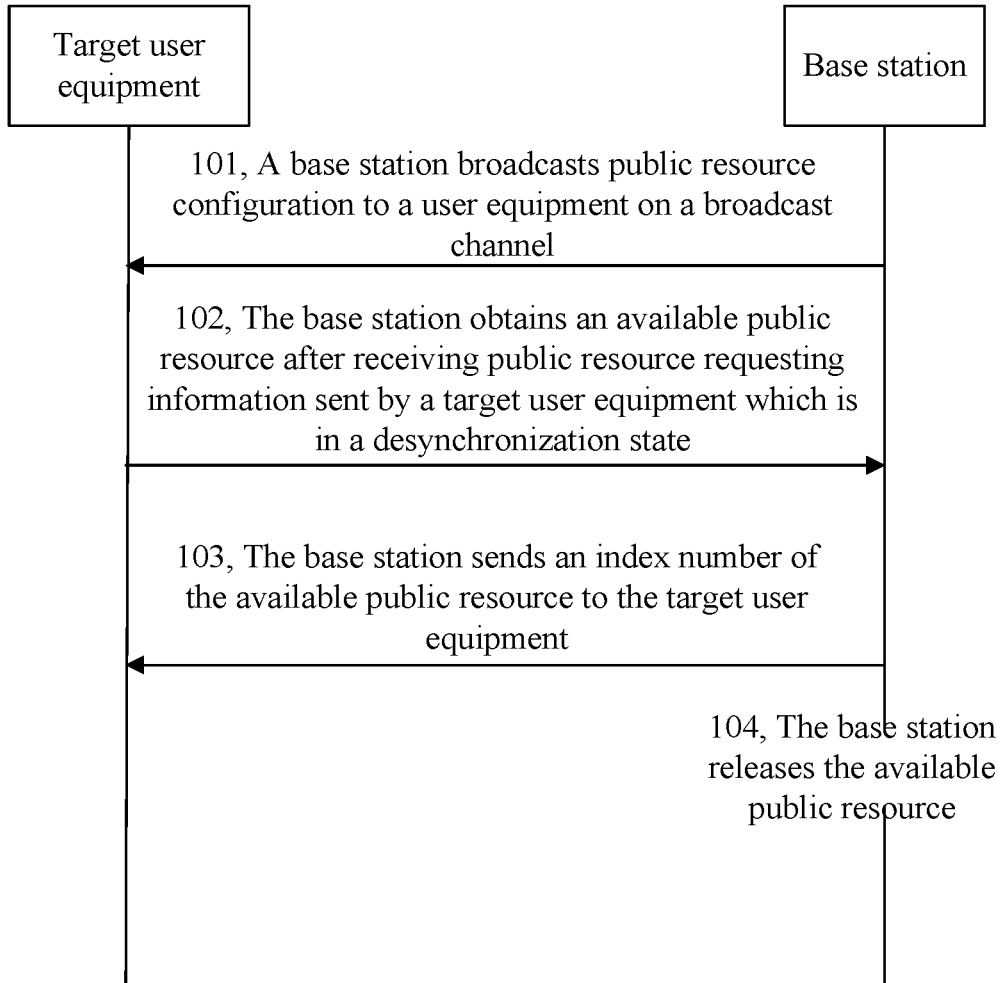 Target user
equipment
Base station
101, A base station broadcasts public resource
configuration to a user equipment on a broadcast
channel
102, The base station obtains an available public
resource after receiving public resource requesting
information sent by a target user equipment which is
in a desynchronization state
103, The base station sends an index number of
the available public resource to the target user
equipment
104, The base station
releases the available
public resource